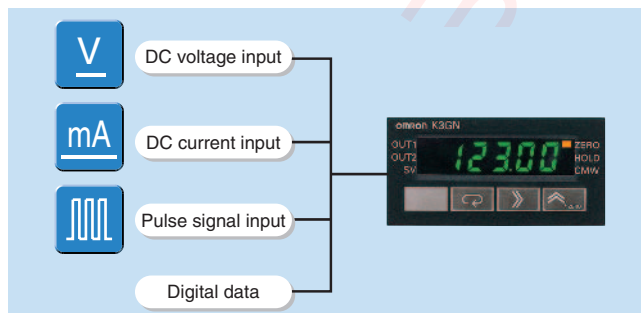 V
DC voltage input
mA
DC current input
Pulse signal input
Digital data
omron K3GN
OUT1
OUT2
SV
123.00
ZERO
HOLD
CMW